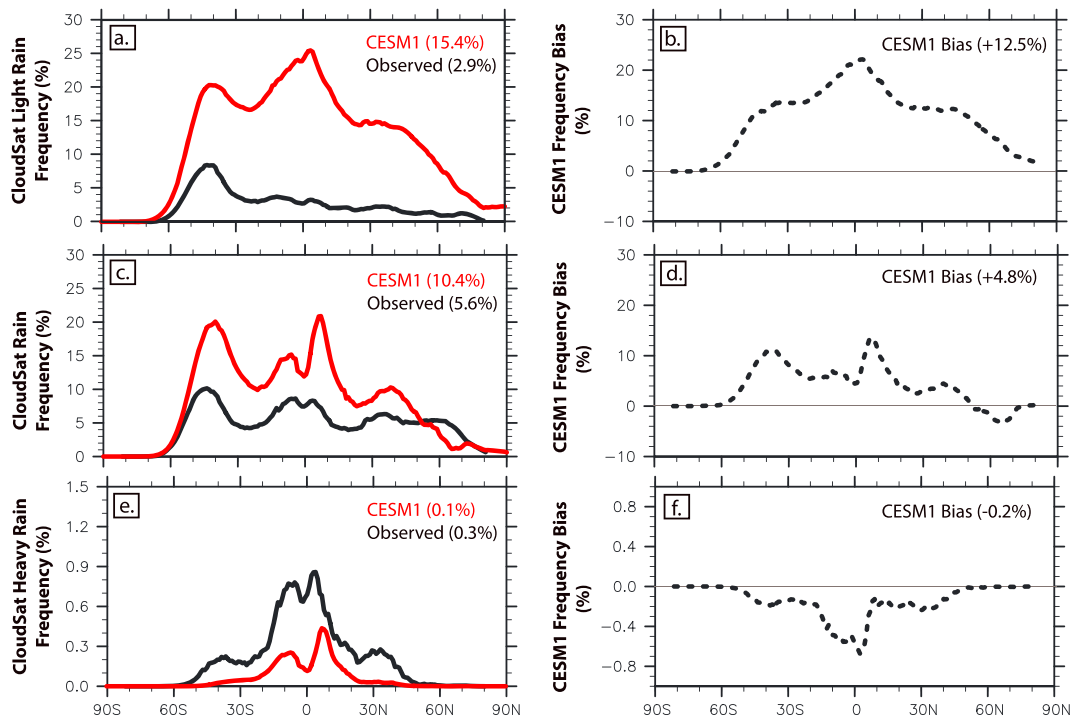 a.
CESM1 (15.4%)
Observed (2.9%)
CloudSat Light Rain
Frequency (%)
30
25
20
15
10
5
0
b.
CESM1 Bias (+12.5%)
CESM1 Frequency Bias
(%)
30
20
10
0
−10
c.
CESM1 (10.4%)
Observed (5.6%)
CloudSat Rain
Frequency (%)
30
25
20
15
10
5
0
d.
CESM1 Bias (+4.8%)
CESM1 Frequency Bias
(%)
30
20
10
0
−10
e.
CESM1 (0.1%)
Observed (0.3%)
CloudSat Heavy Rain
Frequency (%)
1.5
1.2
0.9
0.6
0.3
0.0
90S 60S 30S 0 30N 60N 90N
f.
CESM1 Bias (-0.2%)
CESM1 Frequency Bias
(%)
0.8
0.4
0.0
−0.4
−0.8
90S 60S 30S 0 30N 60N 90N